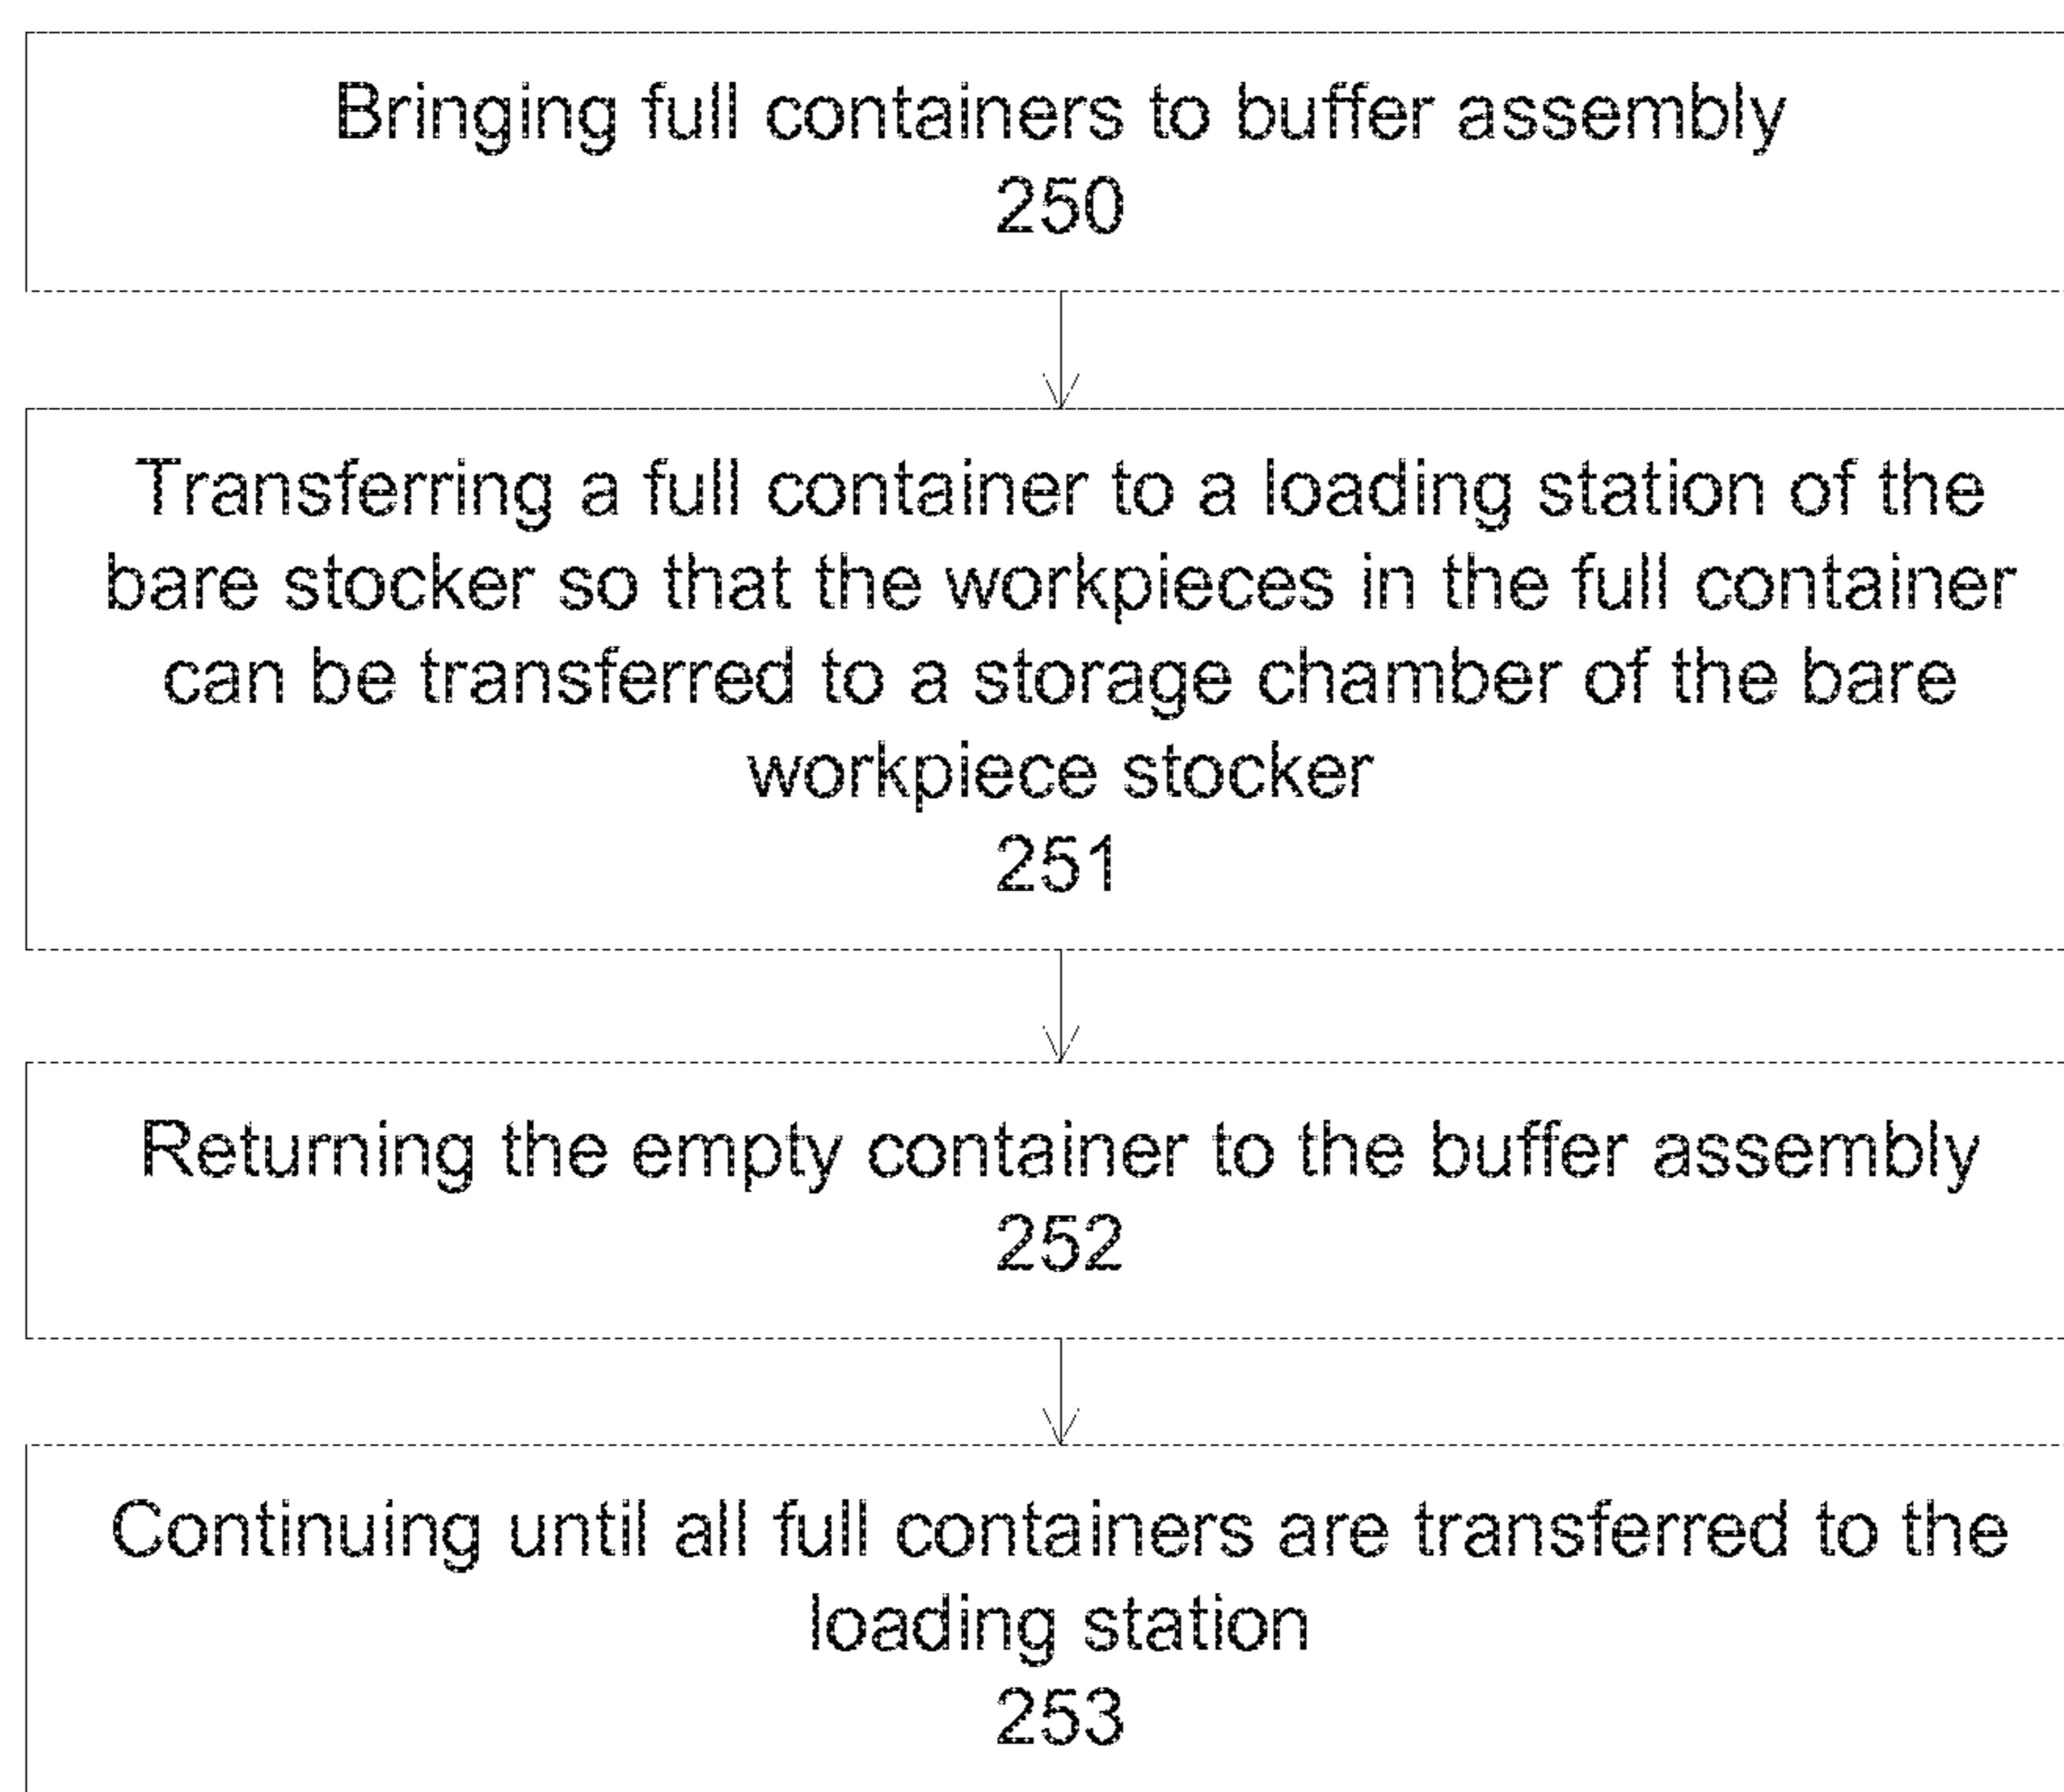 Bringing full containers to buffer assembly
250
Transferring a full container to a loading station of the
bare stocker so that the workpieces in the full container
can be transferred to a storage chamber of the bare
workpiece stocker
251
Returning the empty container to the buffer assembly
252
Continuing until all full containers are transferred to the
loading station
253